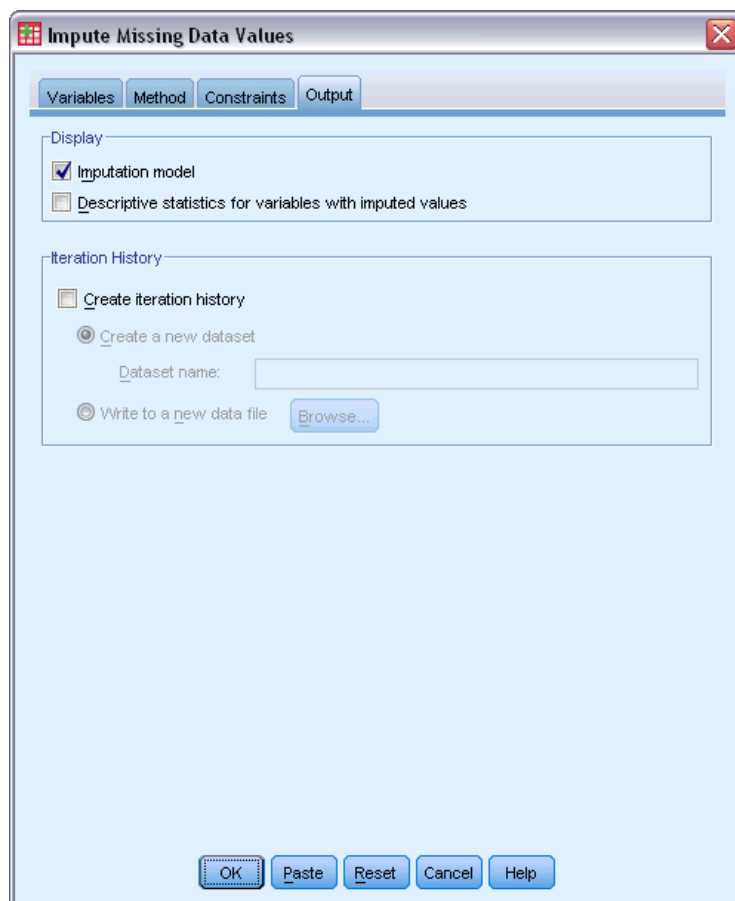 Impute Missing Data Values
Variables Method Constraints Output
Display
Imputation model
Descriptive statistics for variables with imputed values
Iteration History
Create iteration history
Create a new dataset
Dataset name:
Write to a new data file Browse...
OK Paste Reset Cancel Help